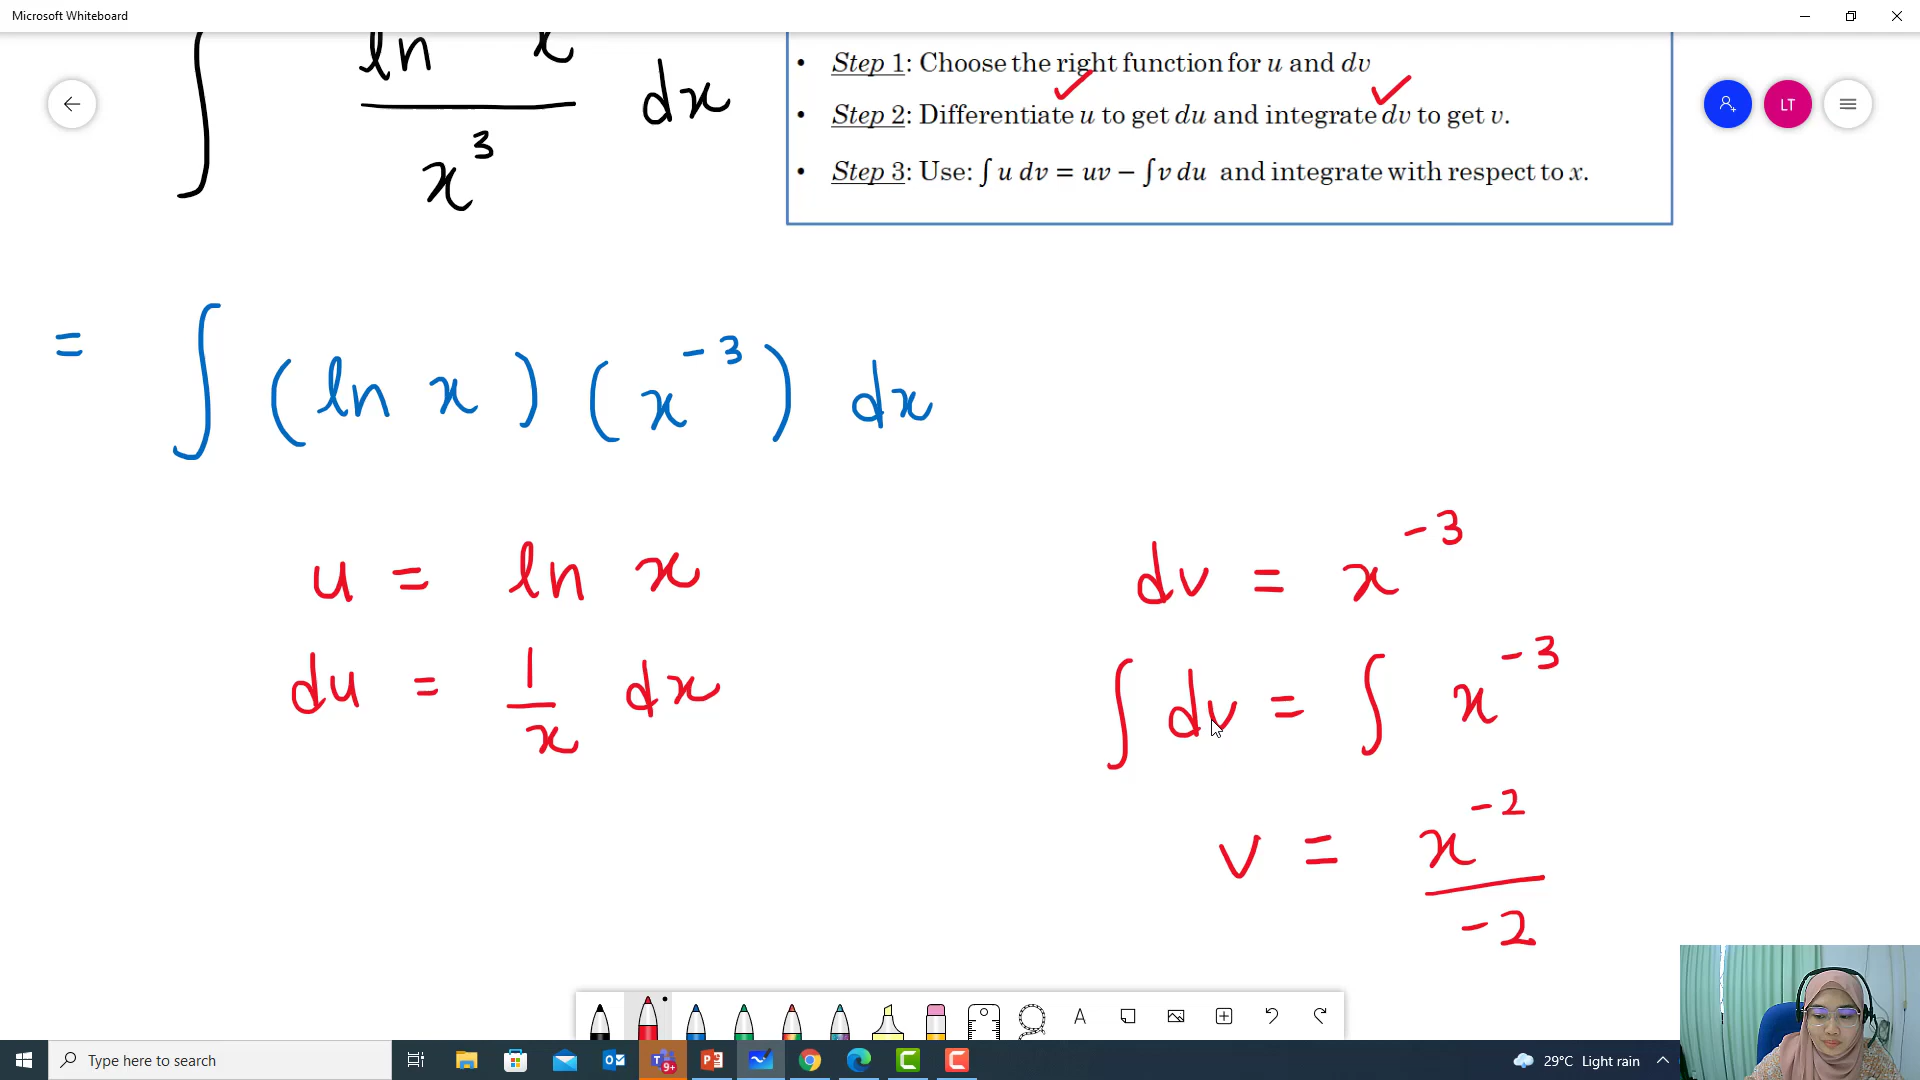 Microsoft Whiteboard
∫ ln x / x³ dx
• Step 1: Choose the right function for u and dv
• Step 2: Differentiate u to get du and integrate dv to get v.
• Step 3: Use: ∫ u dv = uv − ∫ v du and integrate with respect to x.
LT
= ∫ (ln x) (x⁻³) dx
u = ln x
dv = x⁻³
du = 1/x dx
∫ dv = ∫ x⁻³
v = x⁻² / −2
A
Type here to search
9+
29°C Light rain